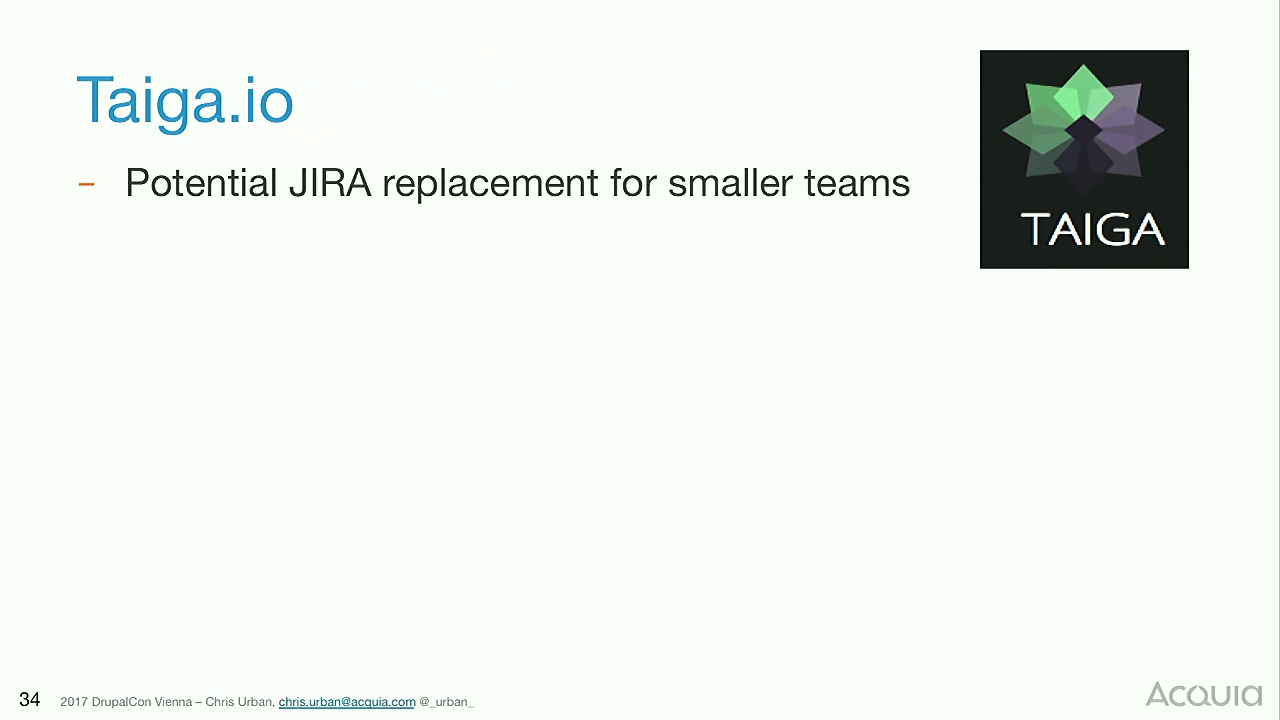 Taiga.io
– Potential JIRA replacement for smaller teams
TAIGA
34 2017 DrupalCon Vienna – Chris Urban, chris.urban@acquia.com @_urban_
Acquia